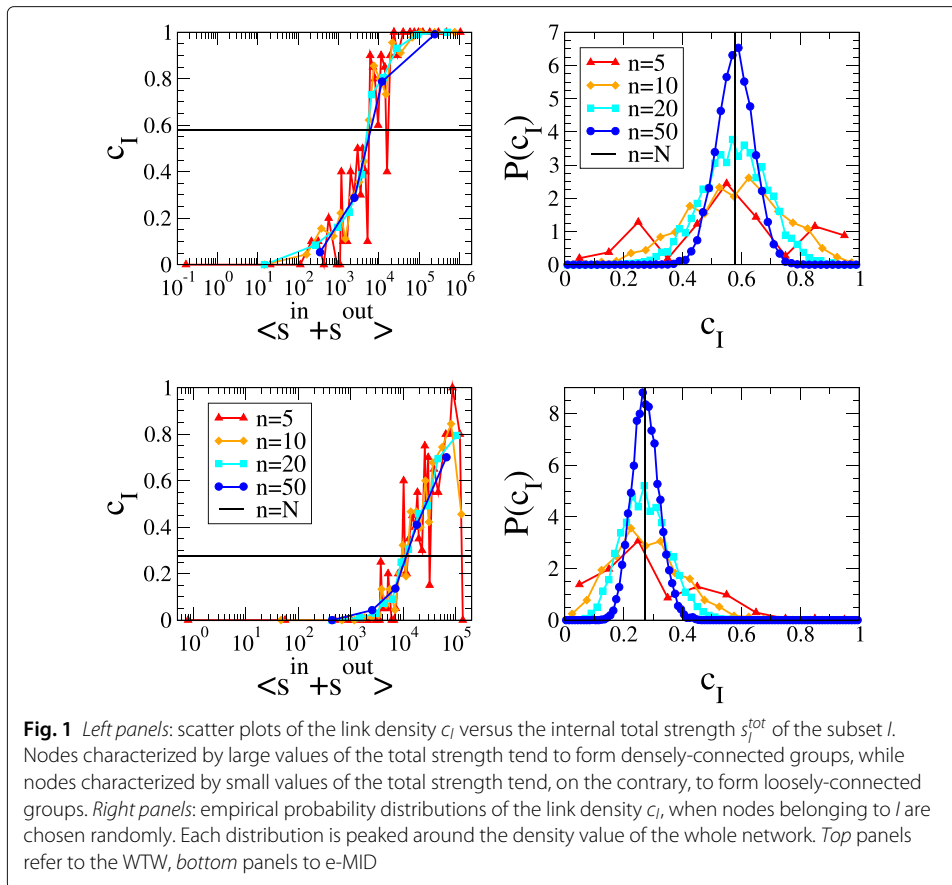 1
0.8
0.6
0.4
0.2
0
c_I
10^-1 10^0 10^1 10^2 10^3 10^4 10^5 10^6
<s^in+s^out>
7
6
5
4
3
2
1
0
P(c_I)
n=5
n=10
n=20
n=50
n=N
0 0.2 0.4 0.6 0.8 1
c_I
1
0.8
0.6
0.4
0.2
0
c_I
n=5
n=10
n=20
n=50
n=N
10^0 10^1 10^2 10^3 10^4 10^5
<s^in+s^out>
8
6
4
2
0
P(c_I)
0 0.2 0.4 0.6 0.8 1
c_I
Fig. 1 Left panels: scatter plots of the link density c_I versus the internal total strength s_I^tot of the subset I.
Nodes characterized by large values of the total strength tend to form densely-connected groups, while
nodes characterized by small values of the total strength tend, on the contrary, to form loosely-connected
groups. Right panels: empirical probability distributions of the link density c_I, when nodes belonging to I are
chosen randomly. Each distribution is peaked around the density value of the whole network. Top panels
refer to the WTW, bottom panels to e-MID